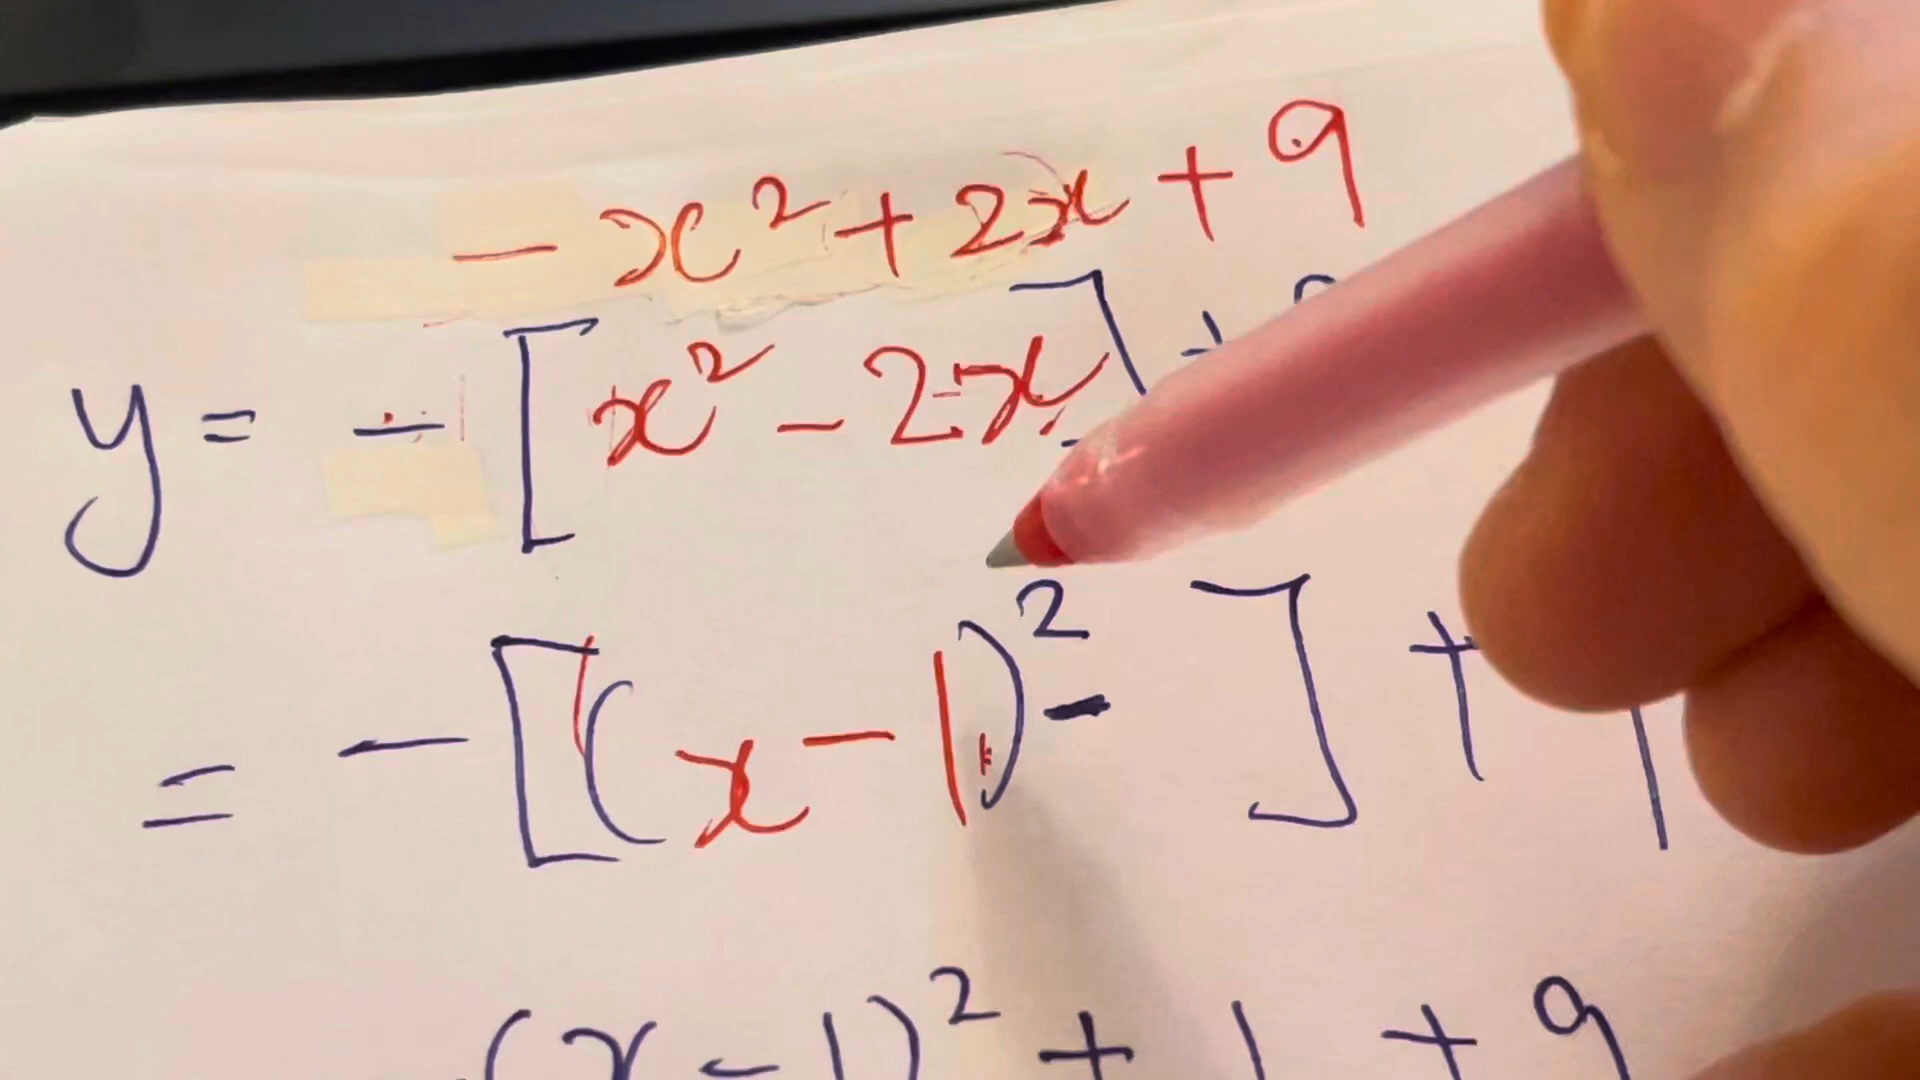 - x² + 2x + 9
y = - [x² - 2x] +
= - [(x - 1)² - ] +
(x - 1)² + 1 + 9